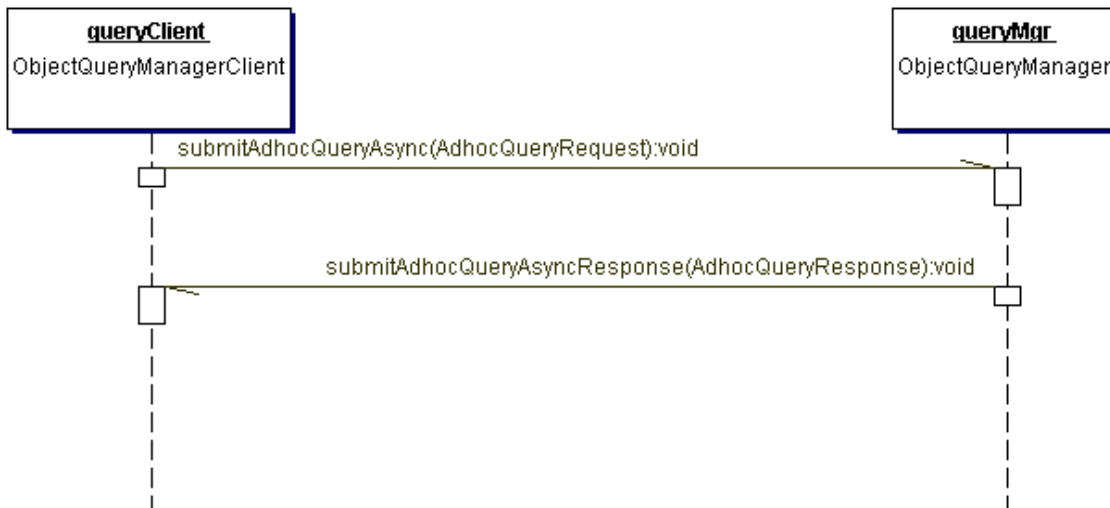 queryClient
ObjectQueryManagerClient
queryMgr
ObjectQueryManager
submitAdhocQueryAsync(AdhocQueryRequest):void
submitAdhocQueryAsyncResponse(AdhocQueryResponse):void